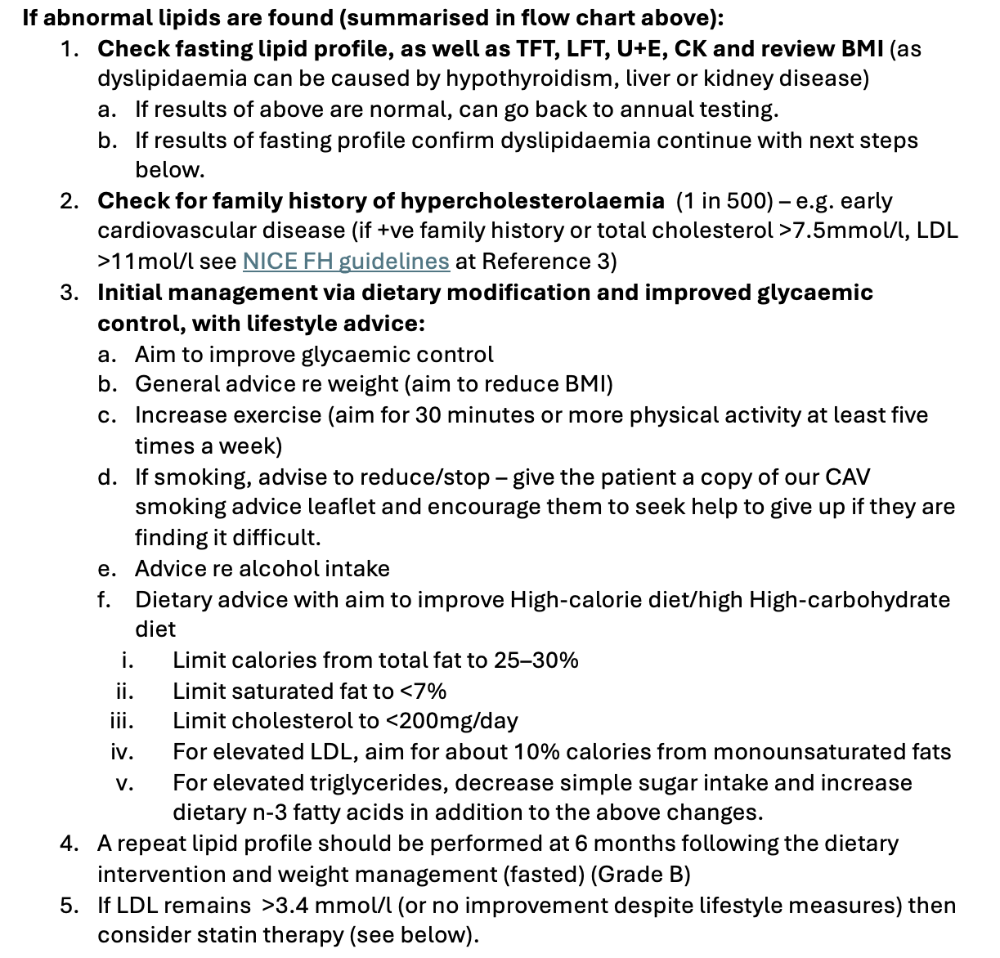 If abnormal lipids are found (summarised in flow chart above):
1. Check fasting lipid profile, as well as TFT, LFT, U+E, CK and review BMI (as
dyslipidaemia can be caused by hypothyroidism, liver or kidney disease)
a. If results of above are normal, can go back to annual testing.
b. If results of fasting profile confirm dyslipidaemia continue with next steps
below.
2. Check for family history of hypercholesterolaemia (1 in 500) – e.g. early
cardiovascular disease (if +ve family history or total cholesterol >7.5mmol/l, LDL
>11mol/l see NICE FH guidelines at Reference 3)
3. Initial management via dietary modification and improved glycaemic
control, with lifestyle advice:
a. Aim to improve glycaemic control
b. General advice re weight (aim to reduce BMI)
c. Increase exercise (aim for 30 minutes or more physical activity at least five
times a week)
d. If smoking, advise to reduce/stop – give the patient a copy of our CAV
smoking advice leaflet and encourage them to seek help to give up if they are
finding it difficult.
e. Advice re alcohol intake
f. Dietary advice with aim to improve High-calorie diet/high High-carbohydrate
diet
i. Limit calories from total fat to 25–30%
ii. Limit saturated fat to <7%
iii. Limit cholesterol to <200mg/day
iv. For elevated LDL, aim for about 10% calories from monounsaturated fats
v. For elevated triglycerides, decrease simple sugar intake and increase
dietary n-3 fatty acids in addition to the above changes.
4. A repeat lipid profile should be performed at 6 months following the dietary
intervention and weight management (fasted) (Grade B)
5. If LDL remains >3.4 mmol/l (or no improvement despite lifestyle measures) then
consider statin therapy (see below).